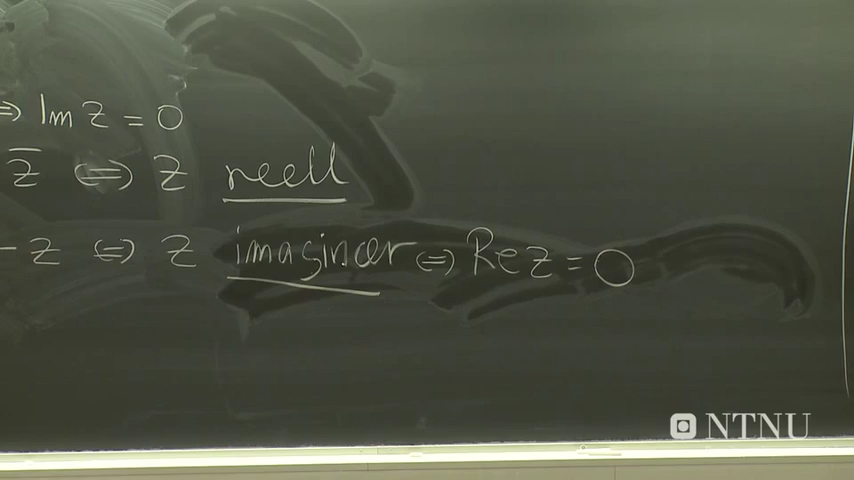 ⇒ Im z = 0
z̅ ⇔ z reell
- z ⇔ z imaginær ⇔ Re z = 0
NTNU